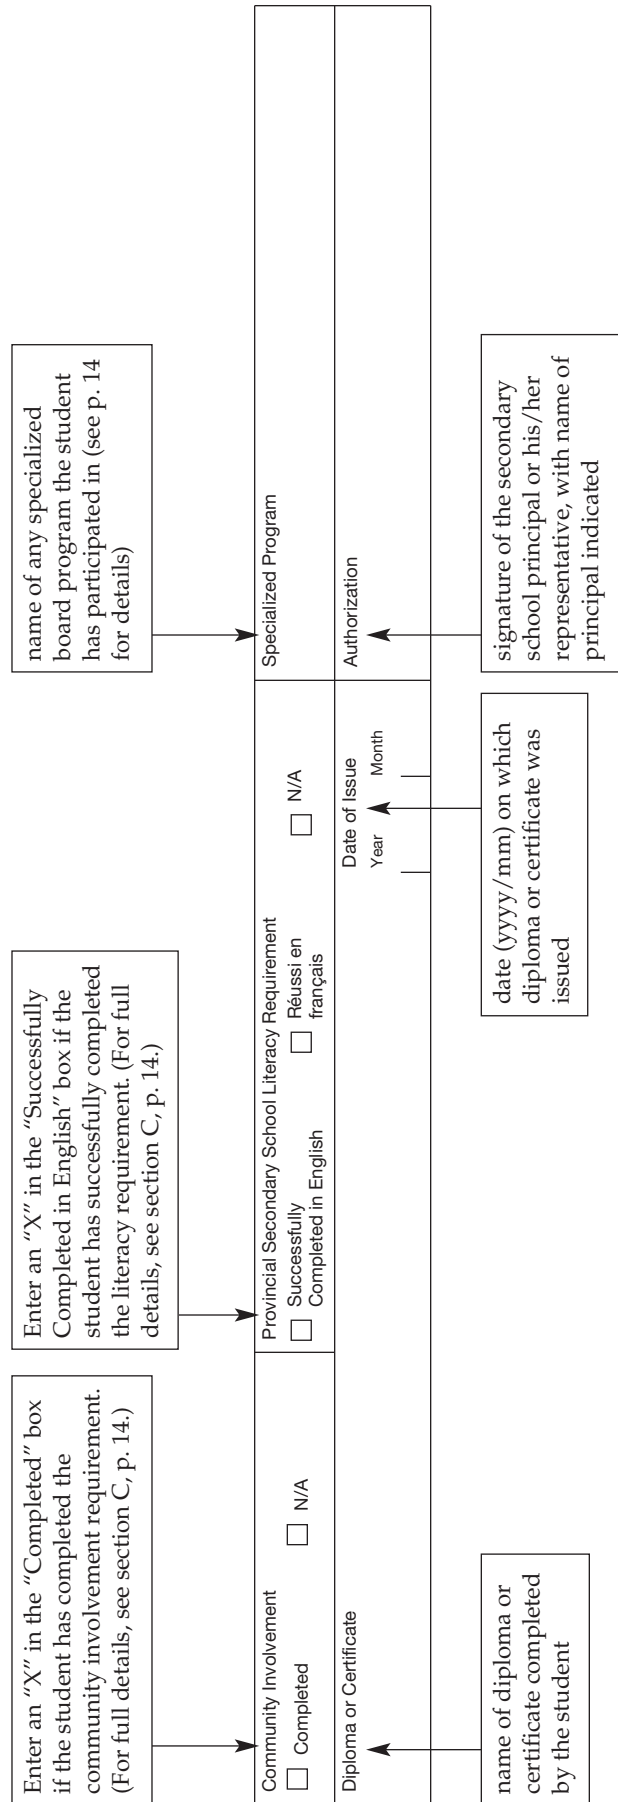 Enter an “X” in the “Completed” box
if the student has completed the
community involvement requirement.
(For full details, see section C, p. 14.)
Enter an “X” in the “Successfully
Completed in English” box if the
student has successfully completed
the literacy requirement. (For full
details, see section C, p. 14.)
name of any specialized
board program the student
has participated in (see p. 14
for details)
Community Involvement
Completed
N/A
Provincial Secondary School Literacy Requirement
Successfully
Completed in English
Réussi en
français
N/A
Specialized Program
Diploma or Certificate
Date of Issue
Year Month
Authorization
name of diploma or
certificate completed
by the student
date (yyyy/mm) on which
diploma or certificate was
issued
signature of the secondary
school principal or his/her
representative, with name of
principal indicated